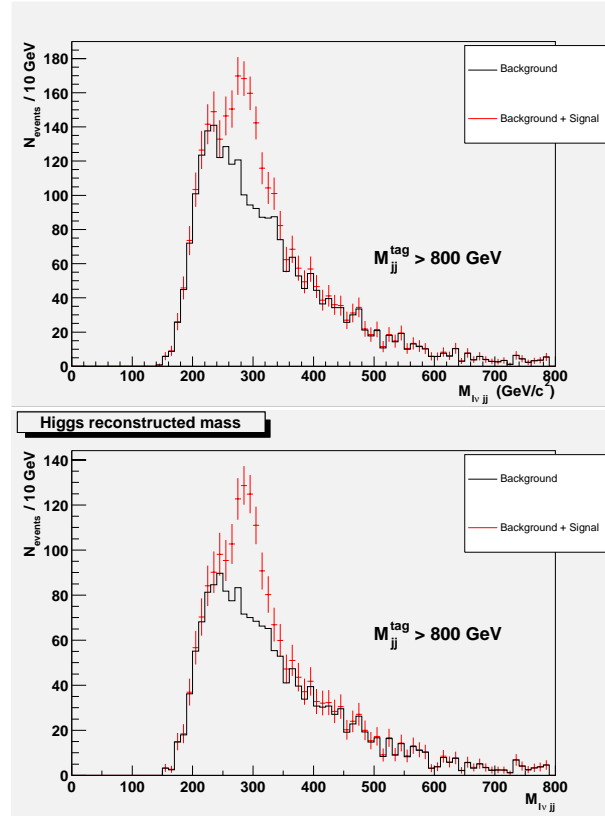 180
160
140
120
100
80
60
40
20
0
N_events / 10 GeV
Background
Background + Signal
M_jj^tag > 800 GeV
0 100 200 300 400 500 600 700 800
M_lν jj (GeV/c²)
Higgs reconstructed mass
140
120
100
80
60
40
20
0
N_events / 10 GeV
Background
Background + Signal
M_jj^tag > 800 GeV
0 100 200 300 400 500 600 700 800
M_lν jj